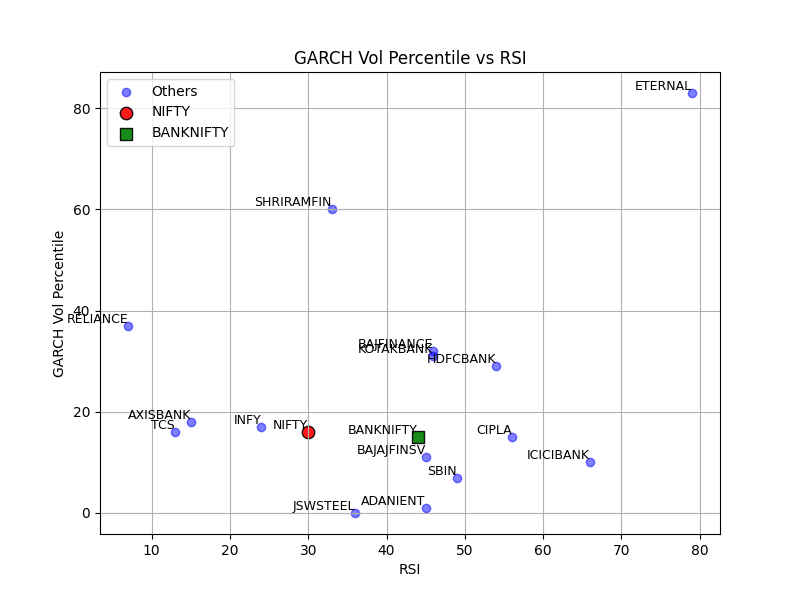 GARCH Vol Percentile vs RSI
Others
NIFTY
BANKNIFTY
ETERNAL
SHRIRAMFIN
RELIANCE
BAJFINANCE
KOTAKBANK
HDFCBANK
AXISBANK
TCS
INFY
NIFTY
BANKNIFTY
CIPLA
BAJAJFINSV
ICICIBANK
SBIN
JSWSTEEL
ADANIENT
80
60
40
20
0
GARCH Vol Percentile
10 20 30 40 50 60 70 80
RSI